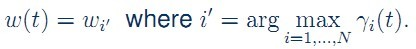 w(t) = w_{i'} where i' = arg max_{i=1,...,N} γ_i(t).